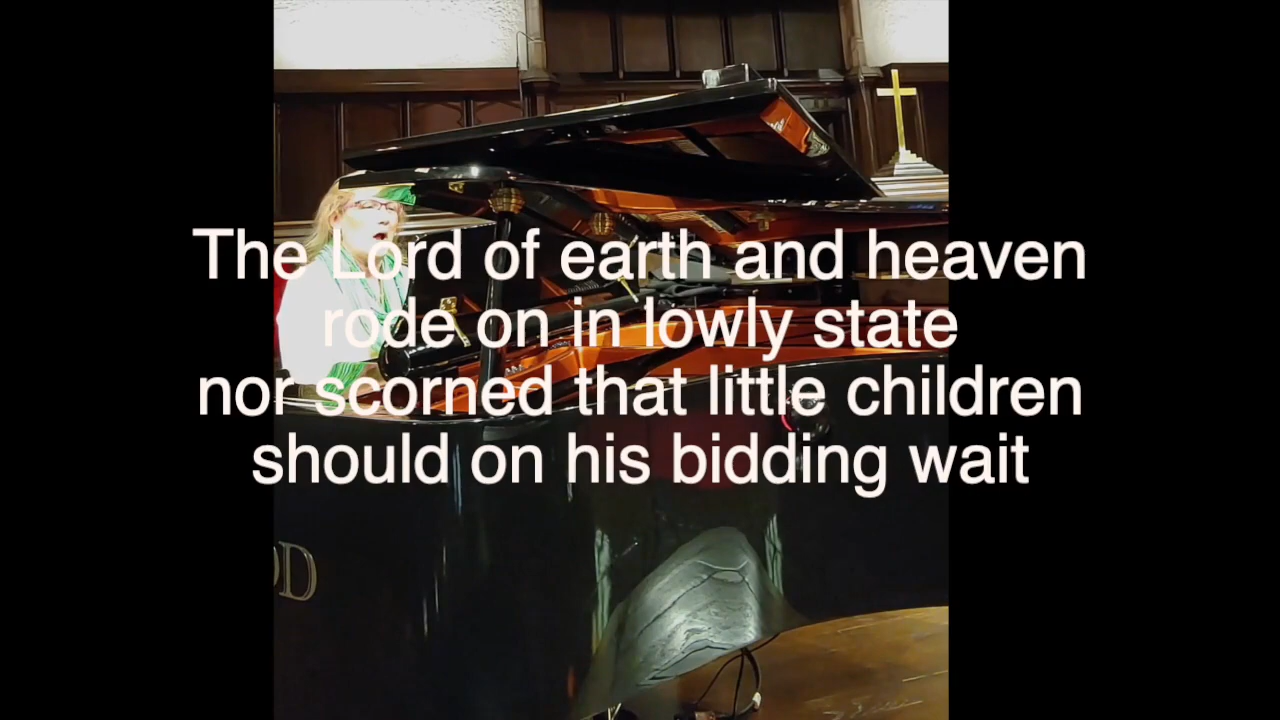 The Lord of earth and heaven
rode on in lowly state
nor scorned that little children
should on his bidding wait